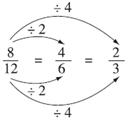 ÷4
÷2
8/12 = 4/6 = 2/3
÷2
÷4